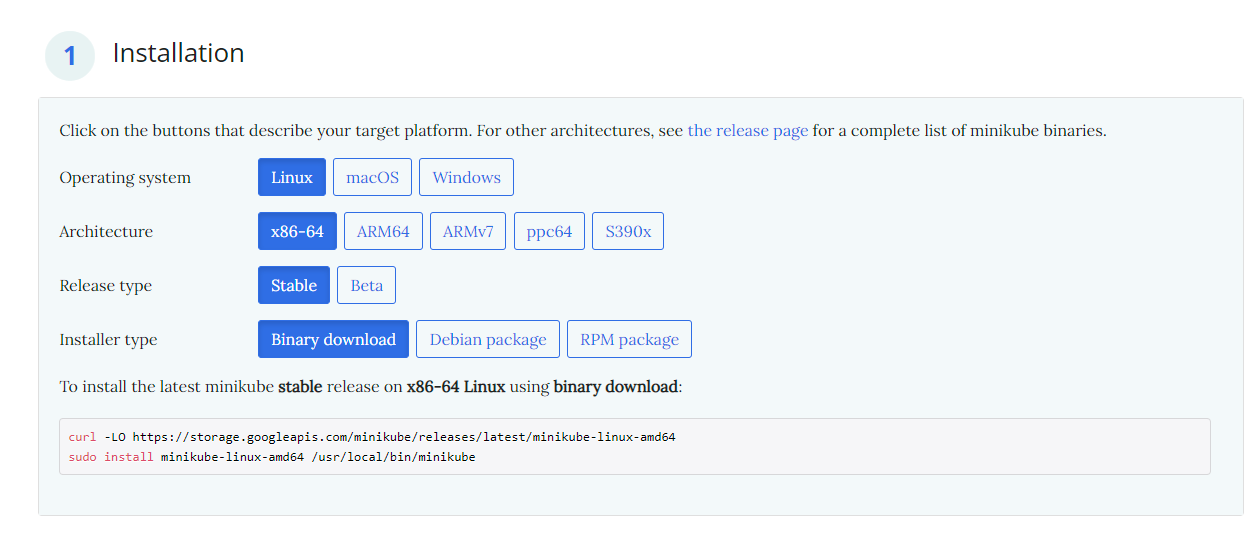 1 Installation
Click on the buttons that describe your target platform. For other architectures, see the release page for a complete list of minikube binaries.
Operating system Linux macOS Windows
Architecture x86-64 ARM64 ARMv7 ppc64 S390x
Release type Stable Beta
Installer type Binary download Debian package RPM package
To install the latest minikube stable release on x86-64 Linux using binary download:
curl -LO https://storage.googleapis.com/minikube/releases/latest/minikube-linux-amd64
sudo install minikube-linux-amd64 /usr/local/bin/minikube